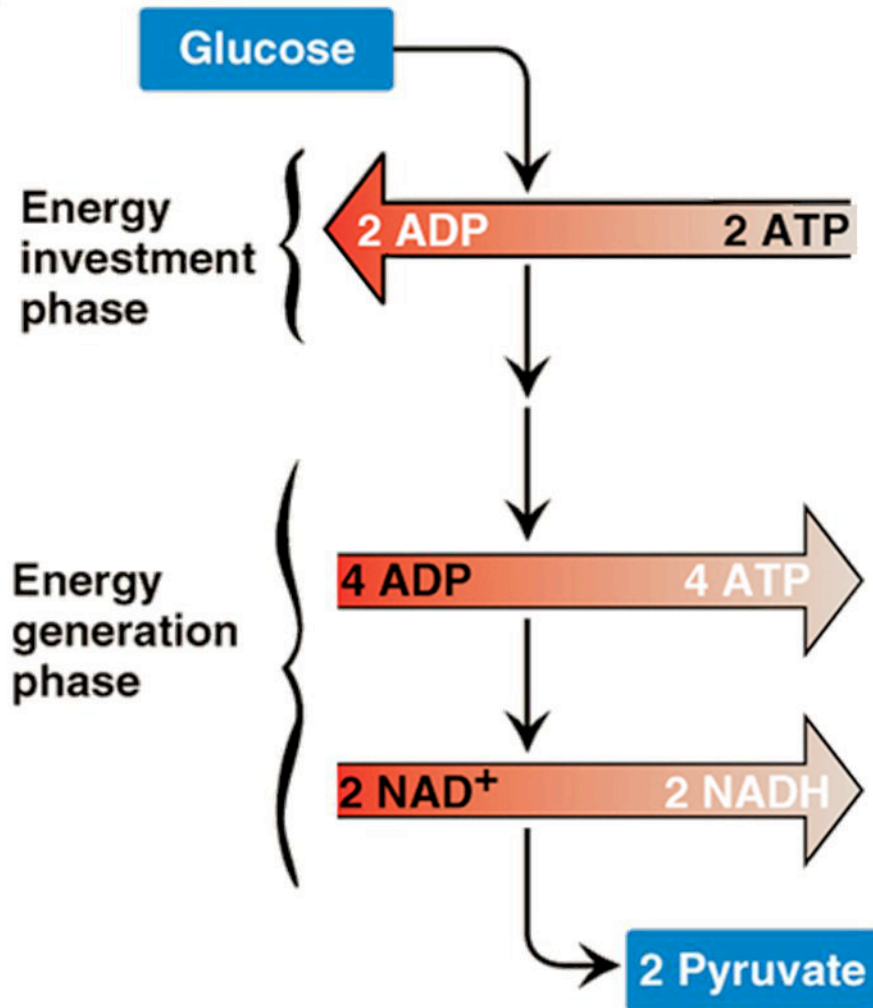 Glucose
Energy
investment
phase
2 ADP
2 ATP
Energy
generation
phase
4 ADP
4 ATP
2 NAD+
2 NADH
2 Pyruvate